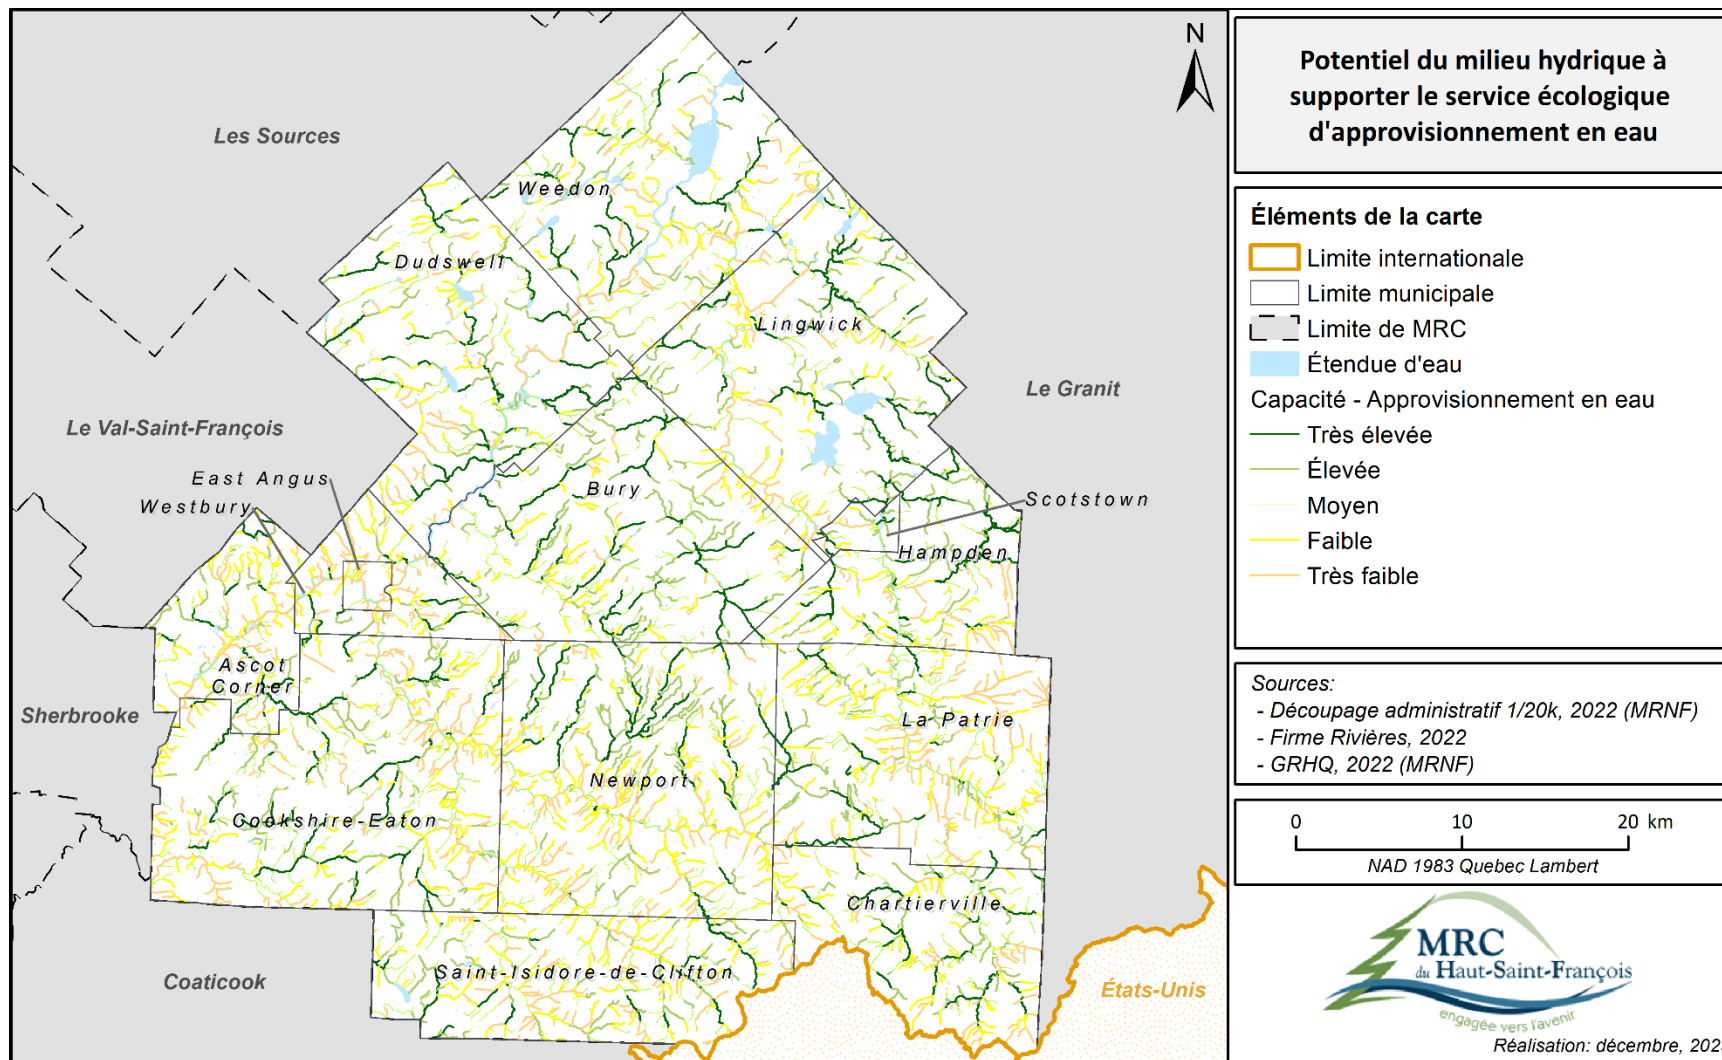 Potentiel du milieu hydrique à
supporter le service écologique
d'approvisionnement en eau
Éléments de la carte
Limite internationale
Limite municipale
Limite de MRC
Étendue d'eau
Capacité - Approvisionnement en eau
Très élevée
Élevée
Moyen
Faible
Très faible
Sources:
- Découpage administratif 1/20k, 2022 (MRNF)
- Firme Rivières, 2022
- GRHQ, 2022 (MRNF)
0 10 20 km
NAD 1983 Quebec Lambert
MRC
du Haut-Saint-François
engagée vers l'avenir
Réalisation: décembre, 202
N
Les Sources
Weedon
Dudswell
Lingwick
Le Granit
Le Val-Saint-François
East Angus
Westbury
Bury
Scotstown
Hampden
Ascot
Corner
Sherbrooke
La Patrie
Newport
Cookshire-Eaton
Chartierville
Saint-Isidore-de-Clifton
Coaticook
États-Unis